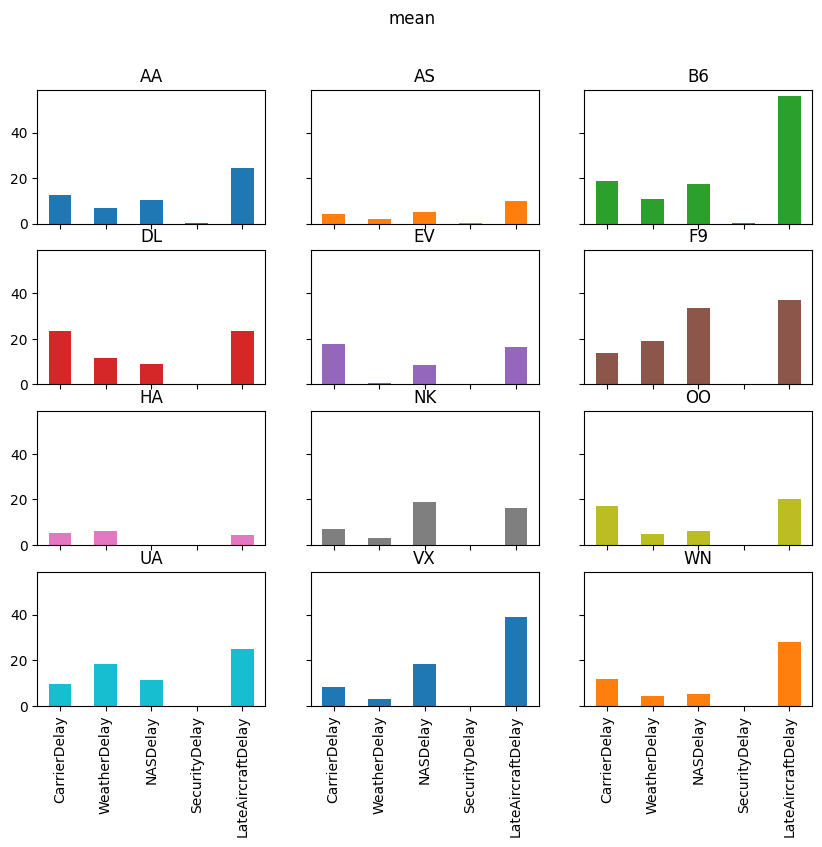 mean
AA AS B6
40
20
0
DL EV F9
40
20
0
HA NK OO
40
20
0
UA VX WN
40
20
0
CarrierDelay WeatherDelay NASDelay SecurityDelay LateAircraftDelay CarrierDelay WeatherDelay NASDelay SecurityDelay LateAircraftDelay CarrierDelay WeatherDelay NASDelay SecurityDelay LateAircraftDelay